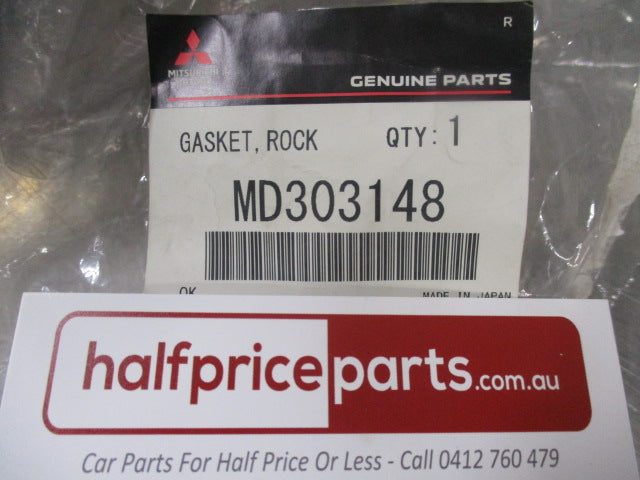 R
MITSUBISHI
GENUINE PARTS
GASKET, ROCK QTY: 1
MD303148
OK
MADE IN JAPAN
halfpriceparts.com.au
Car Parts For Half Price Or Less - Call 0412 760 479